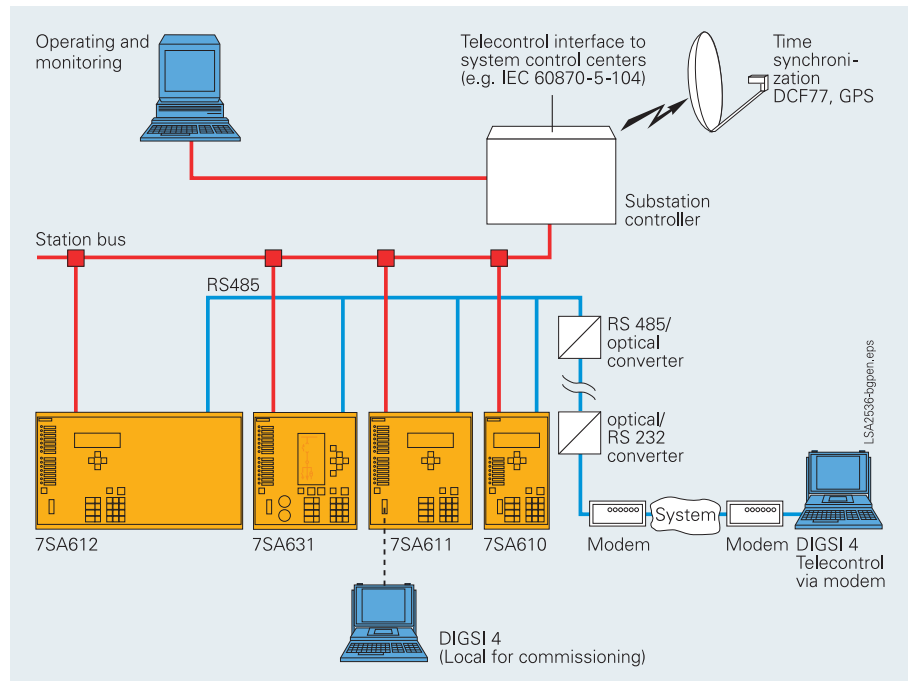 Operating and
monitoring
Telecontrol interface to
system control centers
(e.g. IEC 60870-5-104)
Time
synchroni-
zation
DCF77, GPS
Substation
controller
Station bus
RS485
RS 485/
optical
converter
optical/
RS 232
converter
LSA2536-bgpen.eps
7SA612
7SA631
7SA611
7SA610
Modem
System
Modem
DIGSI 4
Telecontrol
via modem
DIGSI 4
(Local for commissioning)